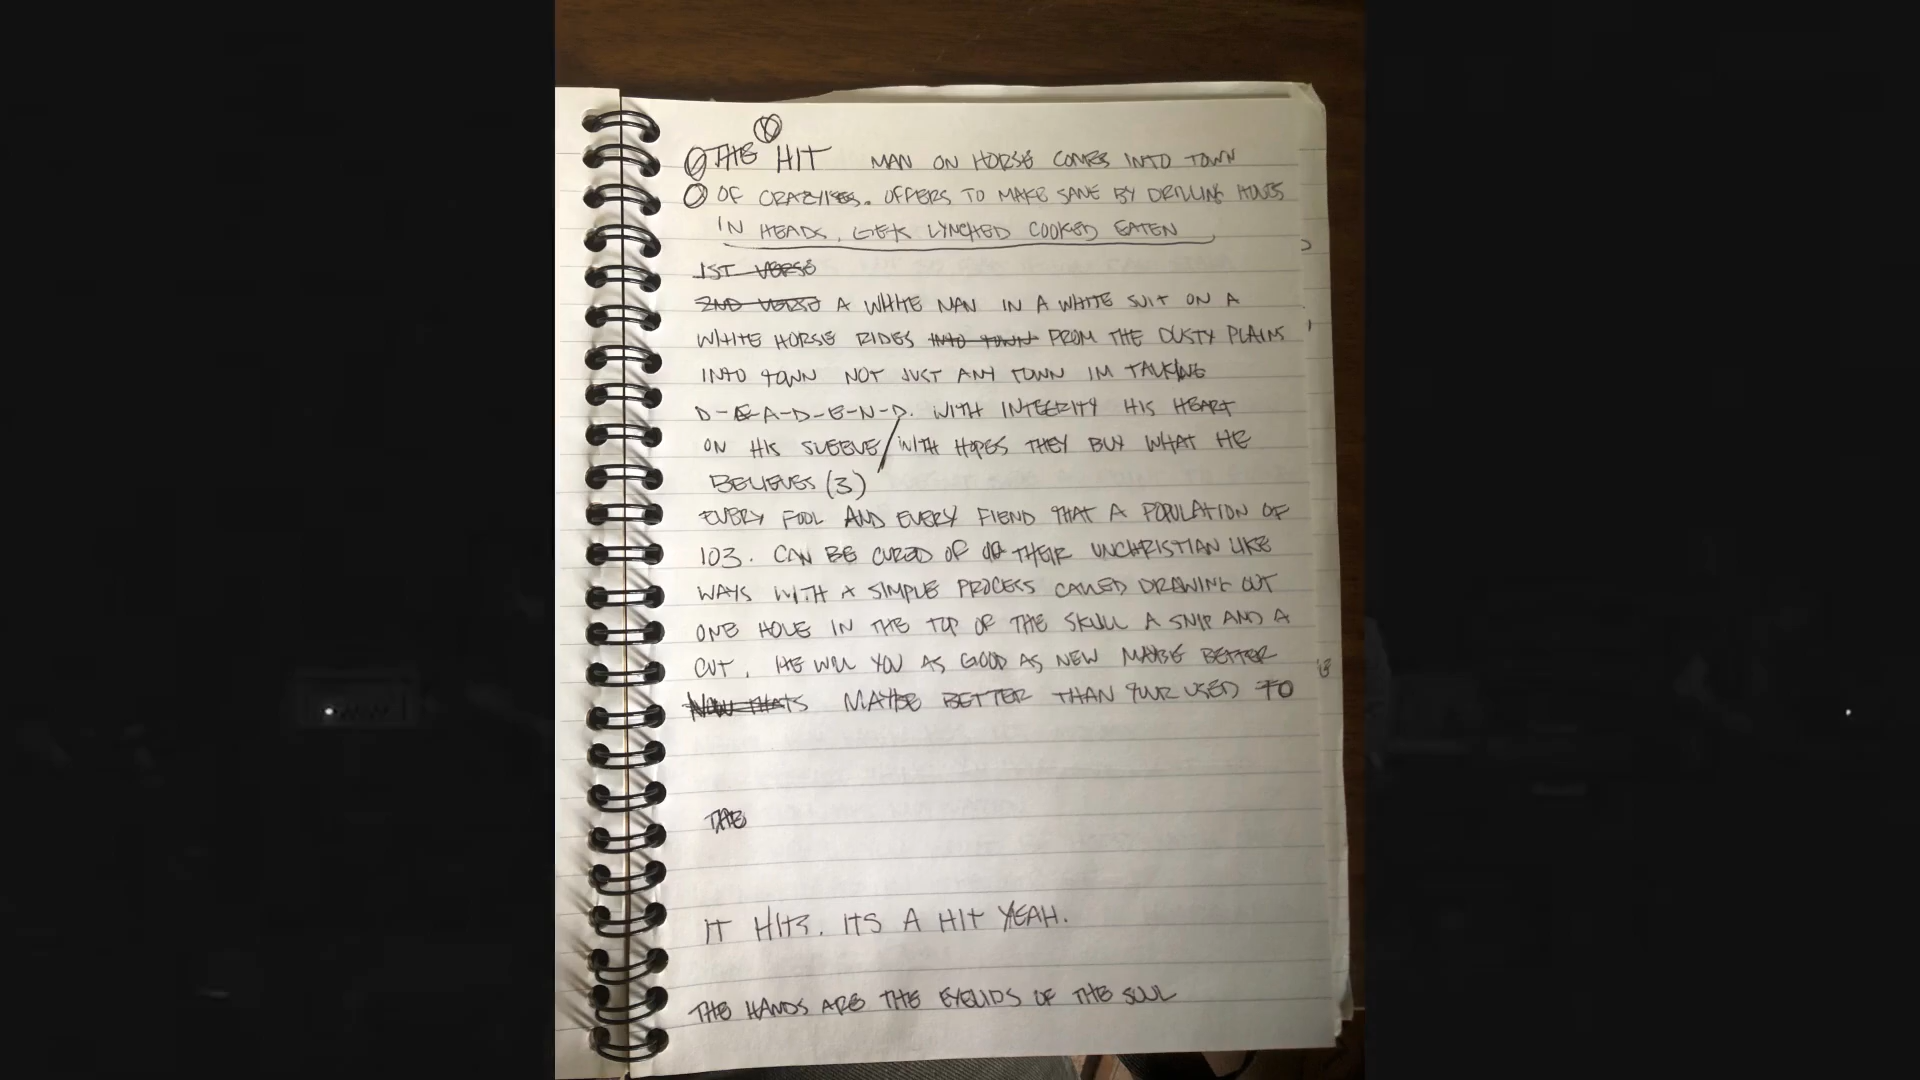 THE HIT MAN ON HORSE COMES INTO TOWN
OF CRAZIES. OFFERS TO MAKE SANE BY DRILLING HOLES
IN HEADS. GETS LYNCHED COOKED EATEN
1ST VERSE
2ND VERSE A WHITE MAN IN A WHITE SUIT ON A
WHITE HORSE RIDES INTO TOWN FROM THE DUSTY PLAINS
INTO TOWN NOT JUST ANY TOWN IM TALKING
D-E-A-D-E-N-D. WITH INTEGRITY HIS HEART
ON HIS SLEEVE/WITH HOPES THEY BUY WHAT HE
BELIEVES (3)
EVERY FOOL AND EVERY FIEND THAT A POPULATION OF
103. CAN BE CURED OF THEIR UNCHRISTIAN LIKE
WAYS WITH A SIMPLE PROCESS CALLED DRAWING OUT
ONE HOLE IN THE TOP OF THE SKULL A SNIP AND A
CUT. HE WILL YOU AS GOOD AS NEW MAYBE BETTER
NOW THATS MAYBE BETTER THAN YOUR USED TO
THE
IT HITS. ITS A HIT YEAH.
THE HANDS ARE THE EYELIDS OF THE SOUL